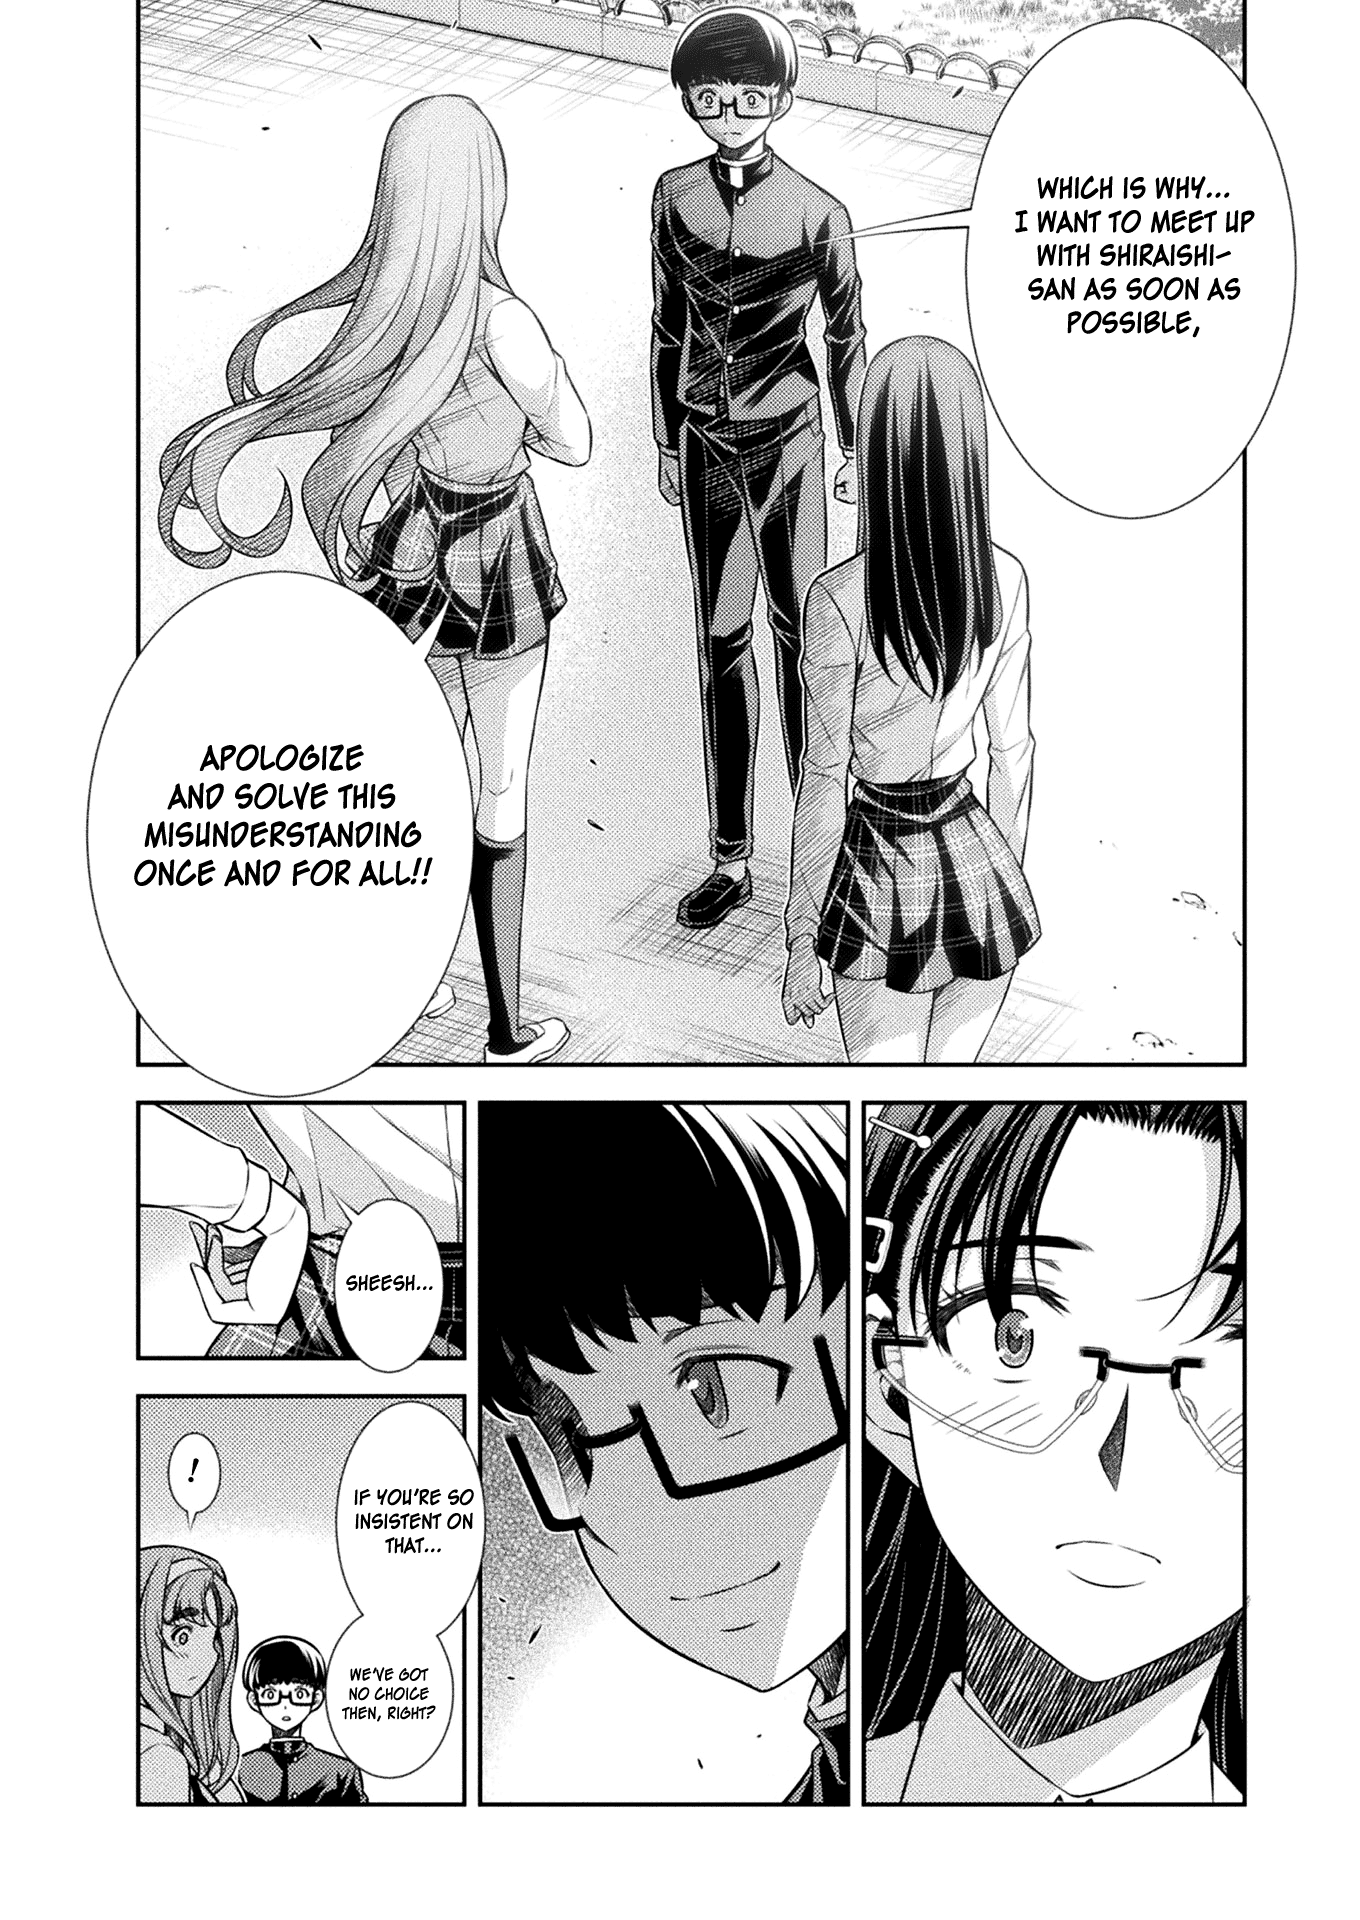 WHICH IS WHY...
I WANT TO MEET UP
WITH SHIRAISHI-
SAN AS SOON AS
POSSIBLE,
APOLOGIZE
AND SOLVE THIS
MISUNDERSTANDING
ONCE AND FOR ALL!!
SHEESH...
IF YOU'RE SO
INSISTENT ON
THAT...
!
WE'VE GOT
NO CHOICE
THEN, RIGHT?